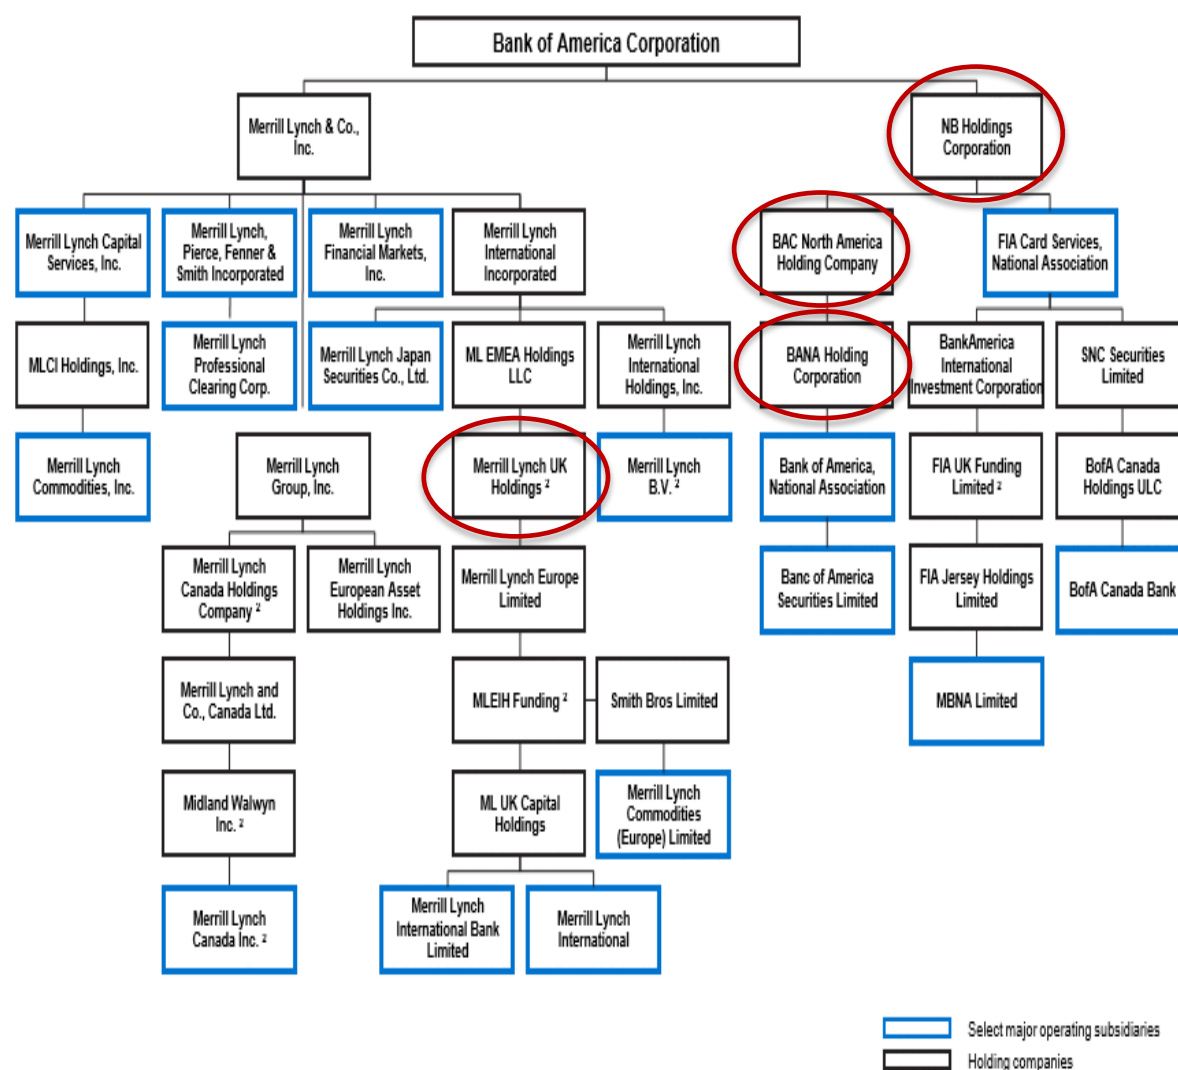 Bank of America Corporation
Merrill Lynch & Co.,
Inc.
NB Holdings
Corporation
Merrill Lynch Capital
Services, Inc.
Merrill Lynch,
Pierce, Fenner &
Smith Incorporated
Merrill Lynch
Financial Markets,
Inc.
Merrill Lynch
International
Incorporated
BAC North America
Holding Company
FIA Card Services,
National Association
MLCI Holdings, Inc.
Merrill Lynch
Professional
Clearing Corp.
Merrill Lynch Japan
Securities Co., Ltd.
ML EMEA Holdings
LLC
Merrill Lynch
International
Holdings, Inc.
BANA Holding
Corporation
BankAmerica
International
Investment Corporation
SNC Securities
Limited
Merrill Lynch
Commodities, Inc.
Merrill Lynch
Group, Inc.
Merrill Lynch UK
Holdings ²
Merrill Lynch
B.V. ²
Bank of America,
National Association
FIA UK Funding
Limited ²
BofA Canada
Holdings ULC
Merrill Lynch
Canada Holdings
Company ²
Merrill Lynch
European Asset
Holdings Inc.
Merrill Lynch Europe
Limited
Banc of America
Securities Limited
FIA Jersey Holdings
Limited
BofA Canada Bank
Merrill Lynch and
Co., Canada Ltd.
MLEIH Funding ²
Smith Bros Limited
MBNA Limited
Midland Walwyn
Inc. ²
ML UK Capital
Holdings
Merrill Lynch
Commodities
(Europe) Limited
Merrill Lynch
Canada Inc. ²
Merrill Lynch
International Bank
Limited
Merrill Lynch
International
Select major operating subsidiaries
Holding companies